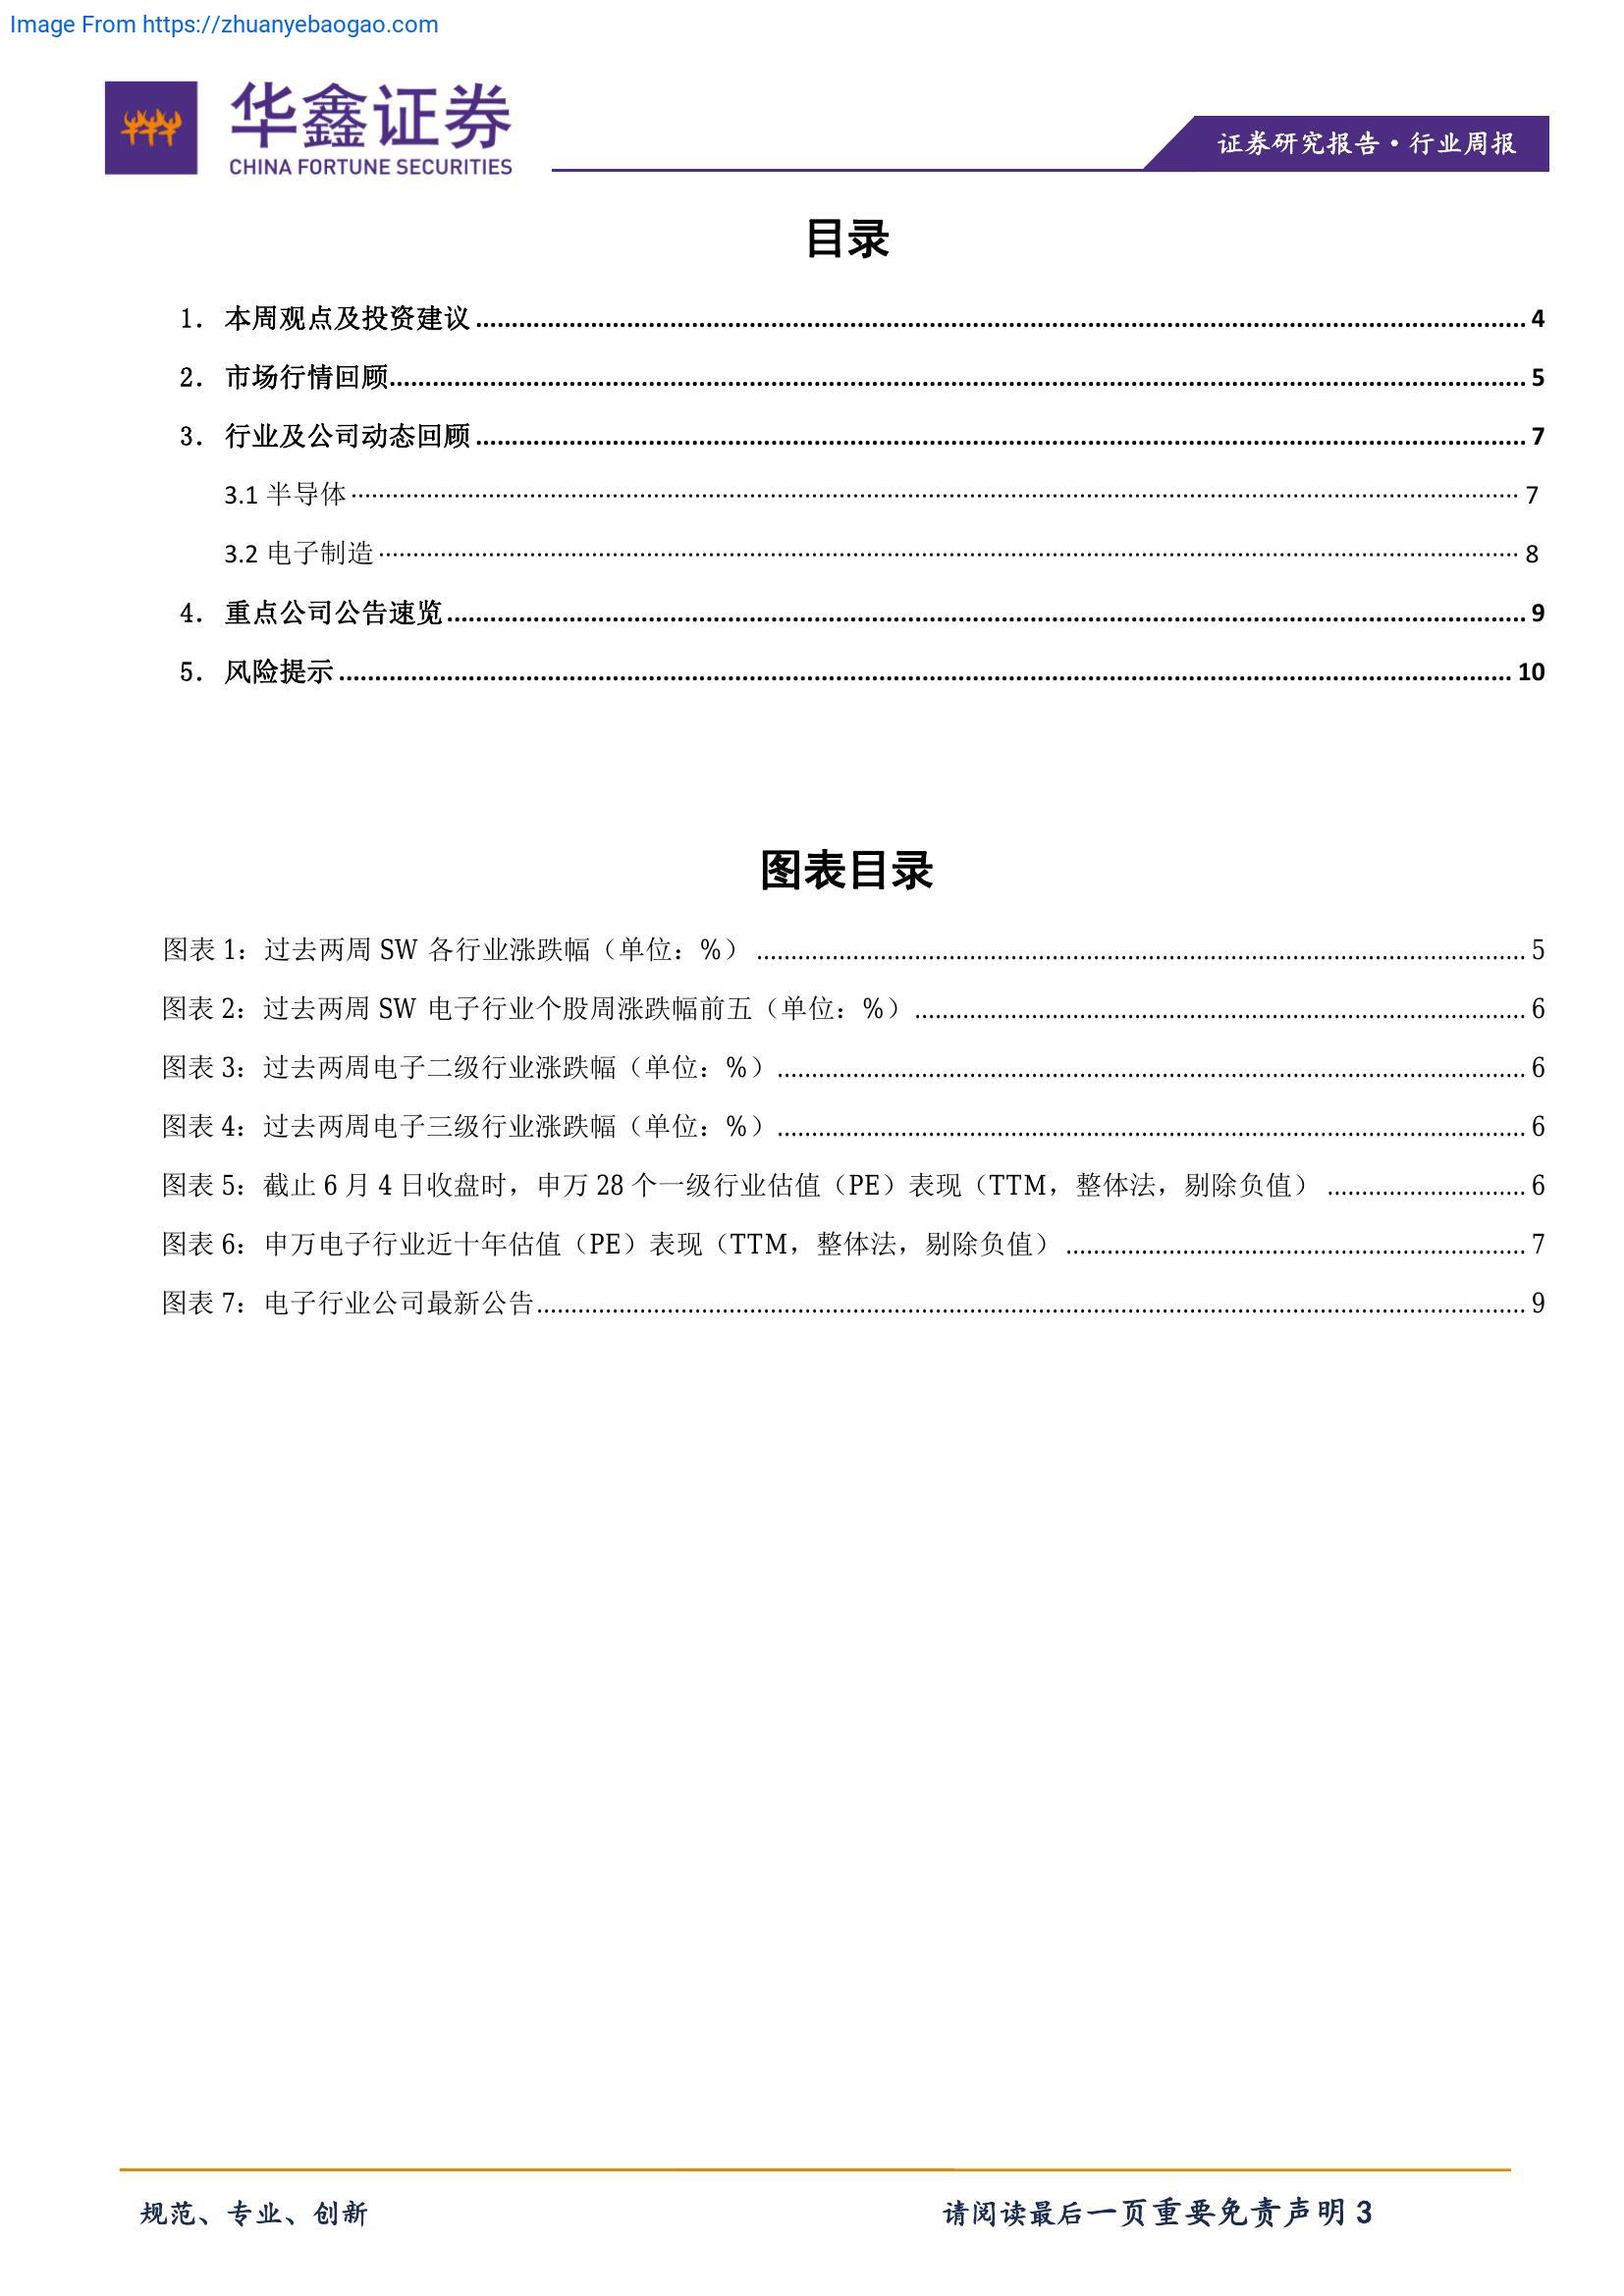 Image From https://zhuanyebaogao.com
华鑫证券
CHINA FORTUNE SECURITIES
证券研究报告·行业周报
目录
1. 本周观点及投资建议 4
2. 市场行情回顾 5
3. 行业及公司动态回顾 7
3.1 半导体 7
3.2 电子制造 8
4. 重点公司公告速览 9
5. 风险提示 10
图表目录
图表 1：过去两周 SW 各行业涨跌幅（单位：%） 5
图表 2：过去两周 SW 电子行业个股周涨跌幅前五（单位：%） 6
图表 3：过去两周电子二级行业涨跌幅（单位：%） 6
图表 4：过去两周电子三级行业涨跌幅（单位：%） 6
图表 5：截止 6 月 4 日收盘时，申万 28 个一级行业估值（PE）表现（TTM，整体法，剔除负值） 6
图表 6：申万电子行业近十年估值（PE）表现（TTM，整体法，剔除负值） 7
图表 7：电子行业公司最新公告 9
规范、专业、创新
请阅读最后一页重要免责声明 3